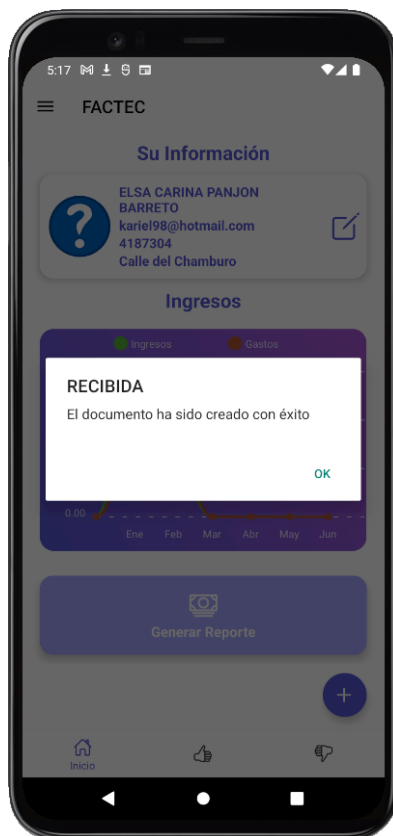 5:17
FACTEC
Su Información
ELSA CARINA PANJON
BARRETO
kariel98@hotmail.com
4187304
Calle del Chamburo
Ingresos
Ingresos Gastos
RECIBIDA
El documento ha sido creado con éxito
OK
0.00
Ene Feb Mar Abr May Jun
Generar Reporte
Inicio